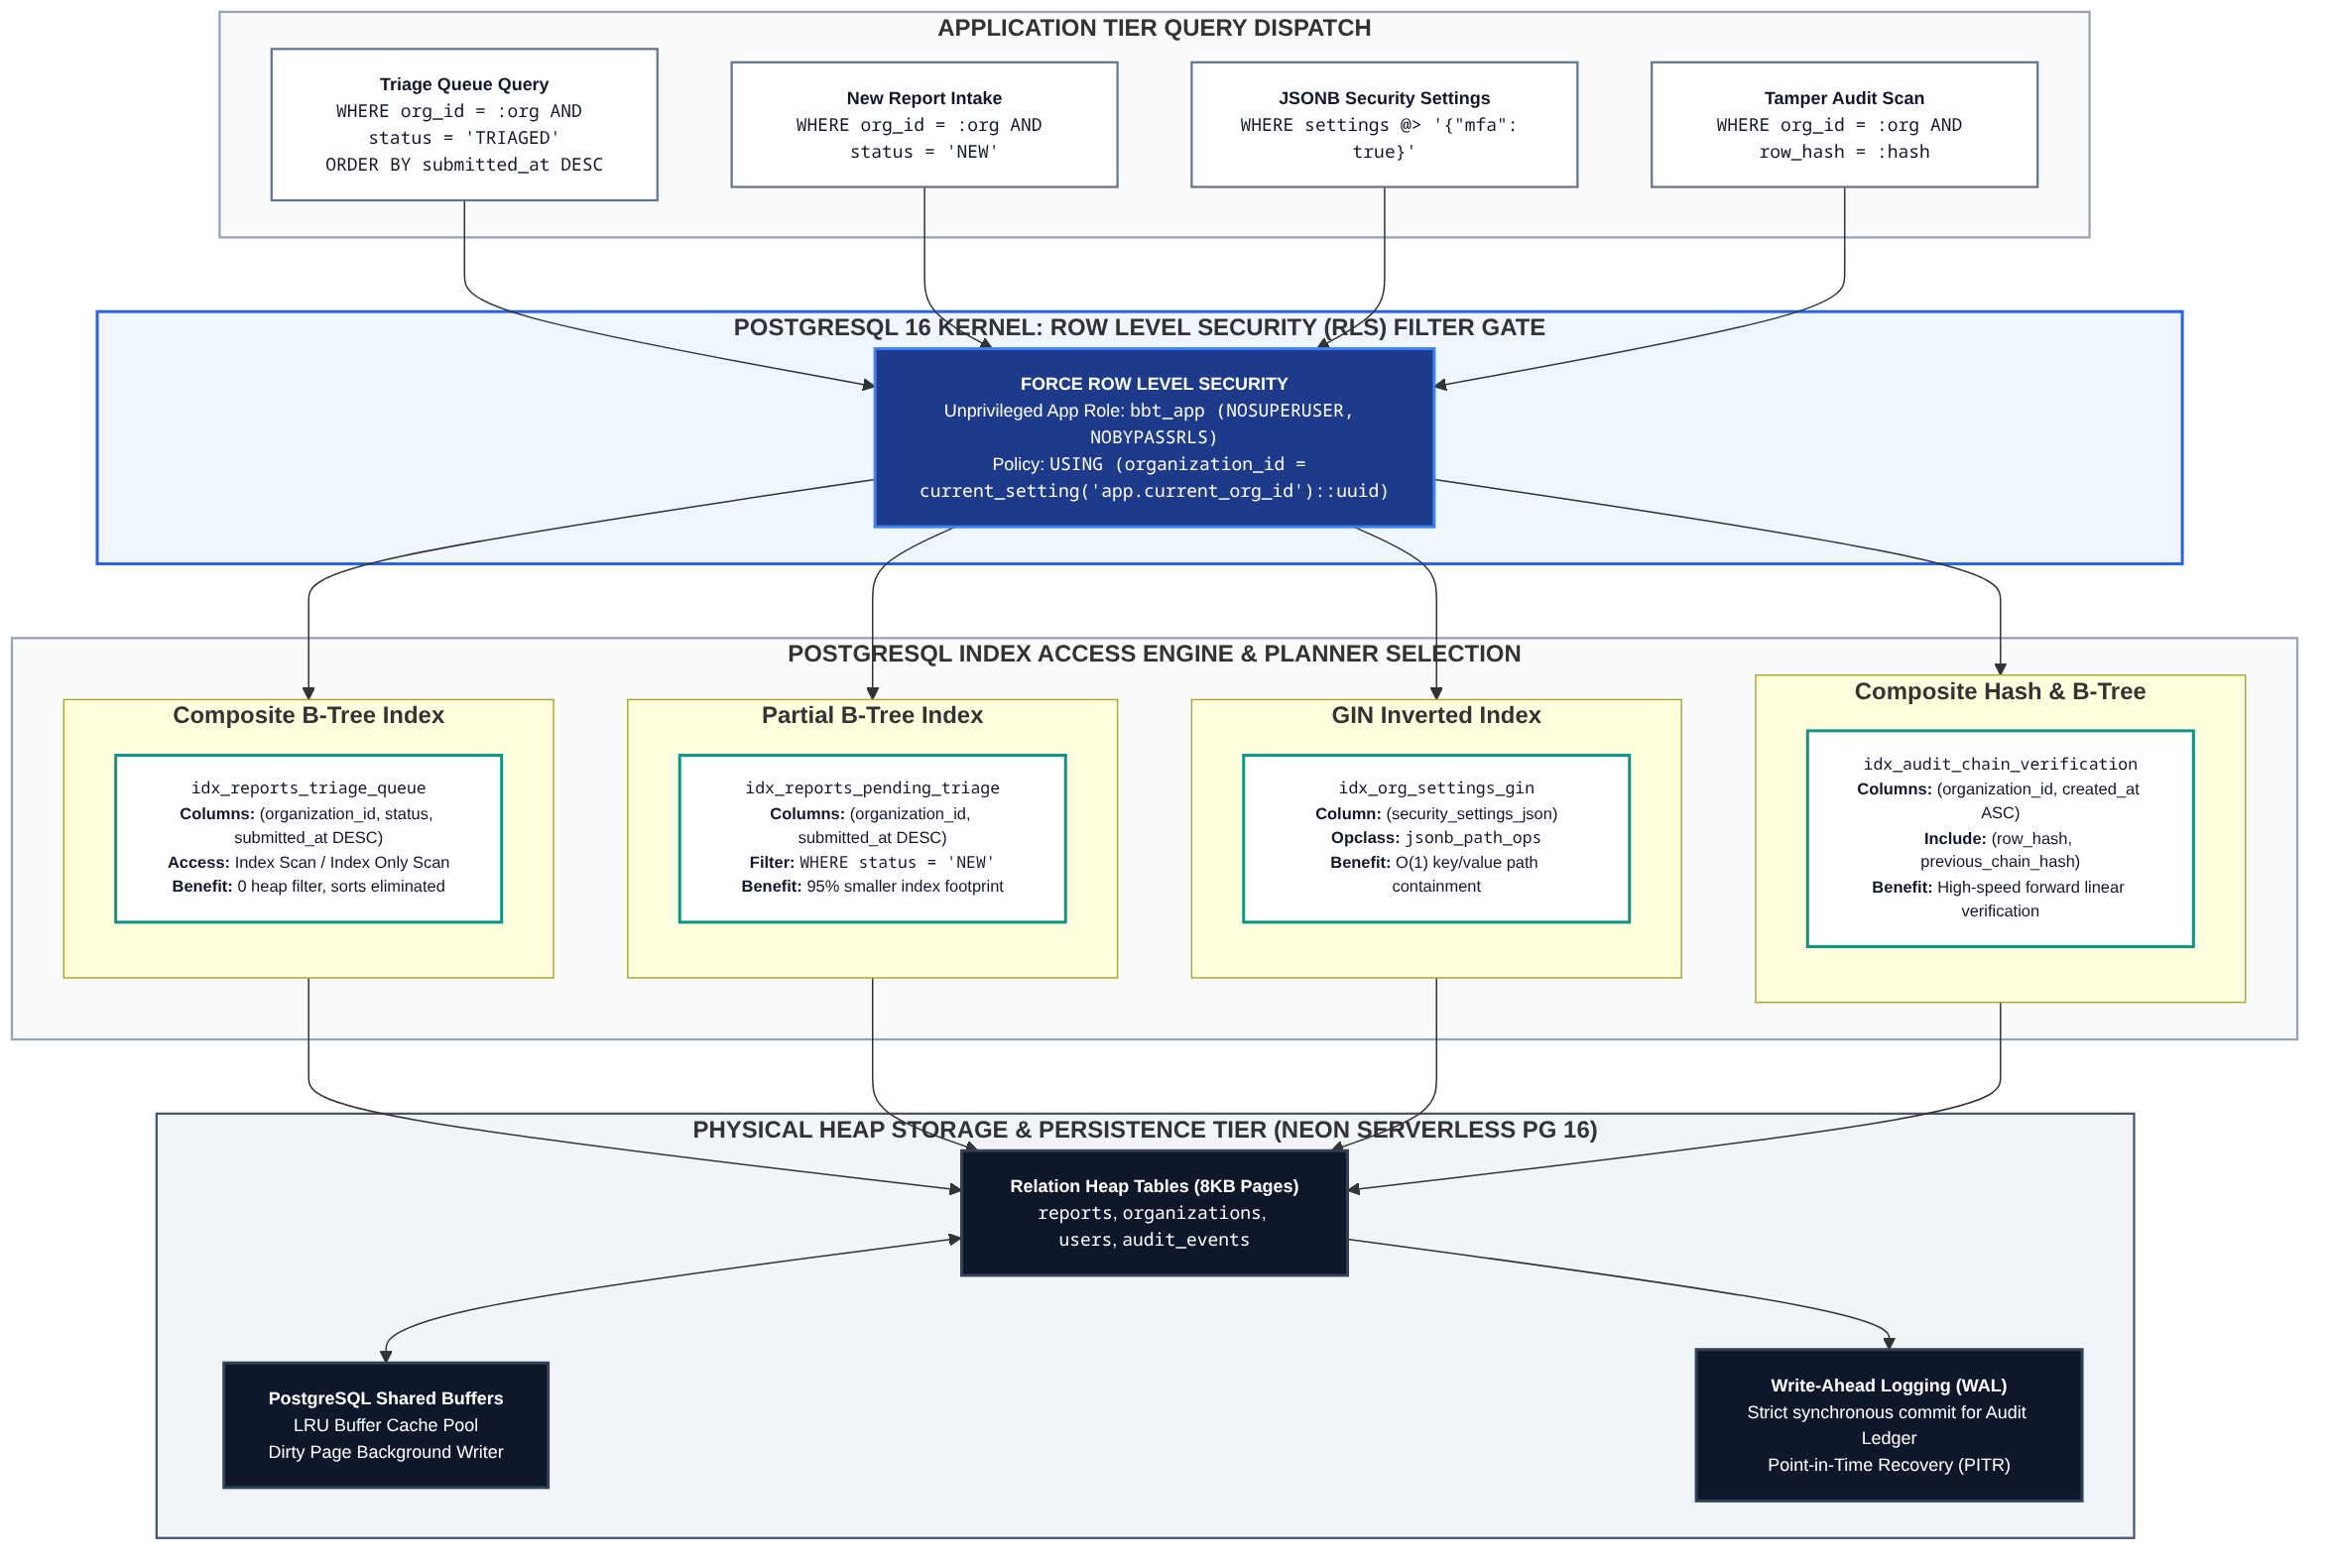 APPLICATION TIER QUERY DISPATCH
Triage Queue Query
WHERE org_id = :org AND
status = 'TRIAGED'
ORDER BY submitted_at DESC
New Report Intake
WHERE org_id = :org AND
status = 'NEW'
JSONB Security Settings
WHERE settings @> '{"mfa":
true}'
Tamper Audit Scan
WHERE org_id = :org AND
row_hash = :hash
POSTGRESQL 16 KERNEL: ROW LEVEL SECURITY (RLS) FILTER GATE
FORCE ROW LEVEL SECURITY
Unprivileged App Role: bbt_app (NOSUPERUSER,
NOBYPASSRLS)
Policy: USING (organization_id =
current_setting('app.current_org_id')::uuid)
POSTGRESQL INDEX ACCESS ENGINE & PLANNER SELECTION
Composite B-Tree Index
idx_reports_triage_queue
Columns: (organization_id, status,
submitted_at DESC)
Access: Index Scan / Index Only Scan
Benefit: 0 heap filter, sorts eliminated
Partial B-Tree Index
idx_reports_pending_triage
Columns: (organization_id,
submitted_at DESC)
Filter: WHERE status = 'NEW'
Benefit: 95% smaller index footprint
GIN Inverted Index
idx_org_settings_gin
Column: (security_settings_json)
Opclass: jsonb_path_ops
Benefit: O(1) key/value path
containment
Composite Hash & B-Tree
idx_audit_chain_verification
Columns: (organization_id, created_at
ASC)
Include: (row_hash,
previous_chain_hash)
Benefit: High-speed forward linear
verification
PHYSICAL HEAP STORAGE & PERSISTENCE TIER (NEON SERVERLESS PG 16)
Relation Heap Tables (8KB Pages)
reports, organizations,
users, audit_events
PostgreSQL Shared Buffers
LRU Buffer Cache Pool
Dirty Page Background Writer
Write-Ahead Logging (WAL)
Strict synchronous commit for Audit
Ledger
Point-in-Time Recovery (PITR)